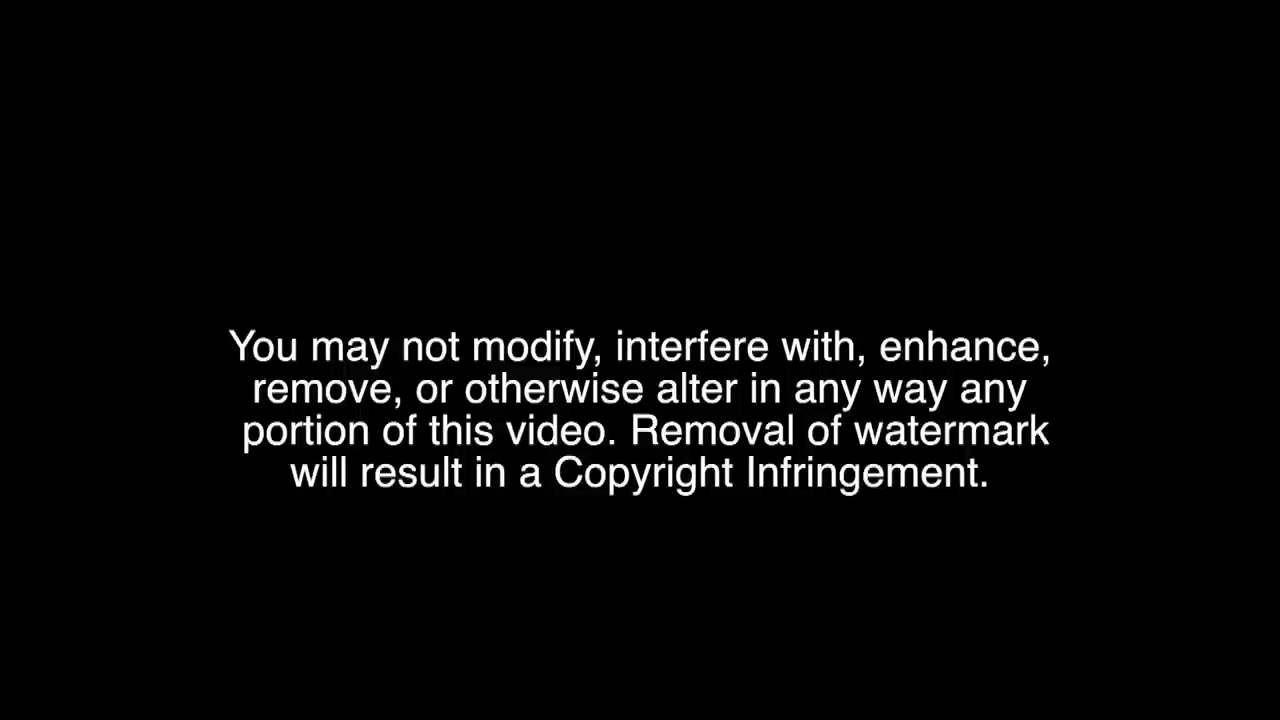 You may not modify, interfere with, enhance,
remove, or otherwise alter in any way any
portion of this video. Removal of watermark
will result in a Copyright Infringement.